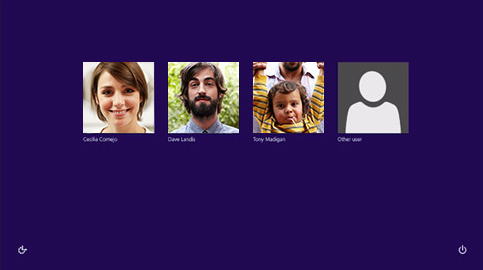 Cecilia Cornejo
Dave Landis
Tony Madigan
Other user